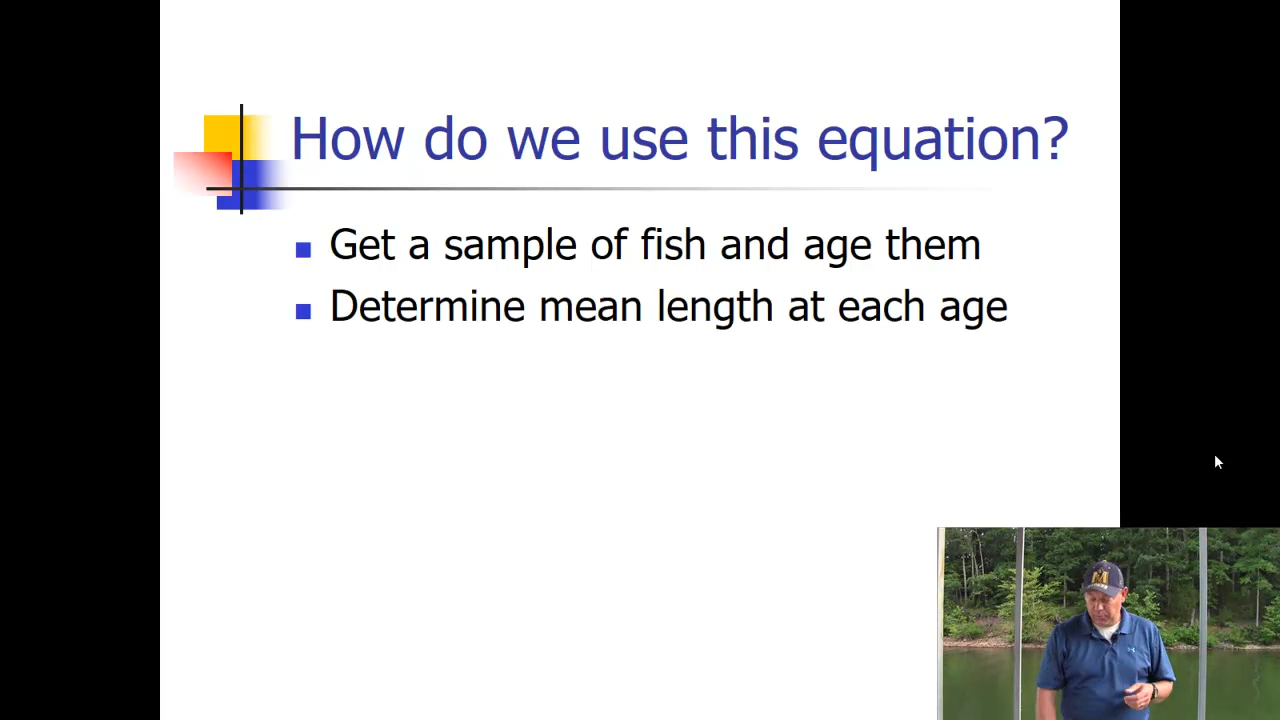 How do we use this equation?
Get a sample of fish and age them
Determine mean length at each age
M